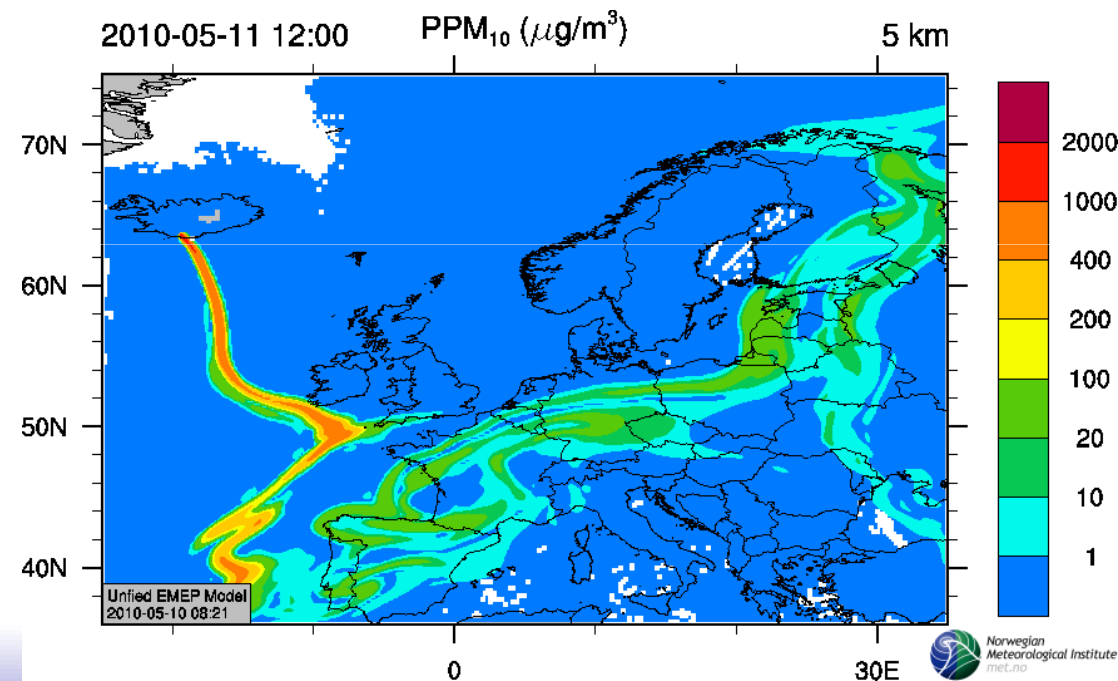 2010-05-11 12:00 PPM₁₀ (μg/m³) 5 km
70N
60N
50N
40N
0
30E
2000
1000
400
200
100
20
10
1
Unfied EMEP Model
2010-05-10 08:21
Norwegian
Meteorological Institute
met.no